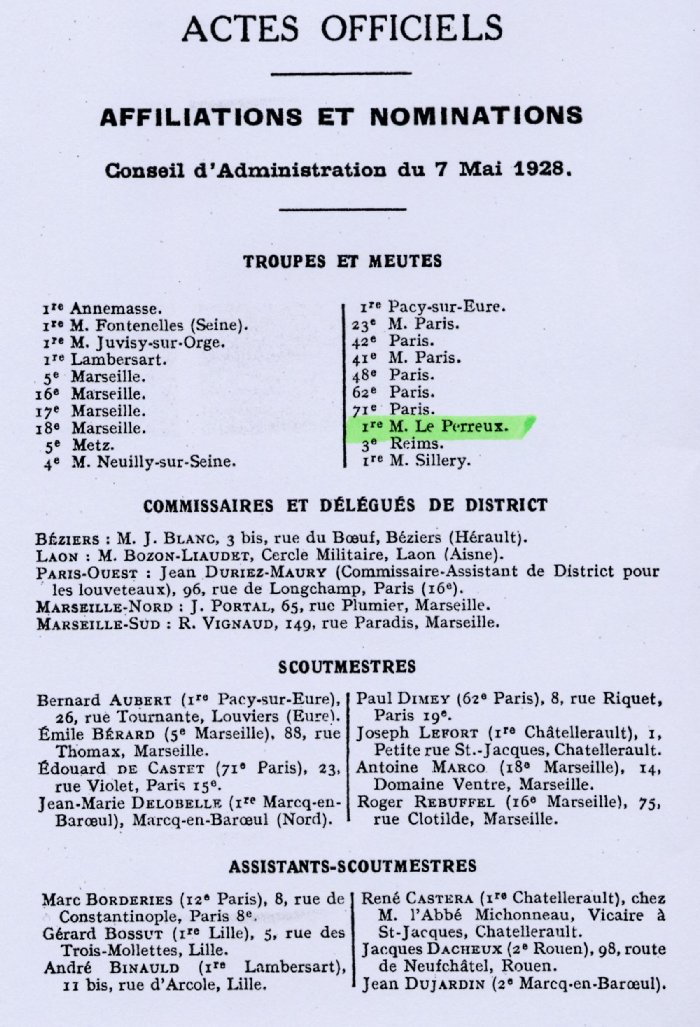 ACTES OFFICIELS
AFFILIATIONS ET NOMINATIONS
Conseil d'Administration du 7 Mai 1928.
TROUPES ET MEUTES
1re Annemasse.
1re M. Fontenelles (Seine).
1re M. Juvisy-sur-Orge.
1re Lambersart.
5e Marseille.
16e Marseille.
17e Marseille.
18e Marseille.
5e Metz.
4e M. Neuilly-sur-Seine.
1re Pacy-sur-Eure.
23e M. Paris.
42e Paris.
41e M. Paris.
48e Paris.
62e Paris.
71e Paris.
1re M. Le Perreux.
3e Reims.
1re M. Sillery.
COMMISSAIRES ET DÉLÉGUÉS DE DISTRICT
BÉZIERS : M. J. BLANC, 3 bis, rue du Bœuf, Béziers (Hérault).
LAON : M. BOZON-LIAUDET, Cercle Militaire, Laon (Aisne).
PARIS-OUEST : Jean DURIEZ-MAURY (Commissaire-Assistant de District pour
les louveteaux), 96, rue de Longchamp, Paris (16e).
MARSEILLE-NORD : J. PORTAL, 65, rue Plumier, Marseille.
MARSEILLE-SUD : R. VIGNAUD, 149, rue Paradis, Marseille.
SCOUTMESTRES
Bernard AUBERT (1re Pacy-sur-Eure),
26, rue Tournante, Louviers (Eure).
Émile BÉRARD (5e Marseille), 88, rue
Thomax, Marseille.
Édouard DE CASTET (71e Paris), 23,
rue Violet, Paris 15e.
Jean-Marie DELOBELLE (1re Marcq-en-
Barœul), Marcq-en-Barœul (Nord).
Paul DIMEY (62e Paris), 8, rue Riquet,
Paris 19e.
Joseph LEFORT (1re Châtellerault), 1,
Petite rue St.-Jacques, Chatellerault.
Antoine MARCO (18e Marseille), 14,
Domaine Ventre, Marseille.
Roger REBUFFEL (16e Marseille), 75,
rue Clotilde, Marseille.
ASSISTANTS-SCOUTMESTRES
Marc BORDERIES (12e Paris), 8, rue de
Constantinople, Paris 8e.
Gérard BOSSUT (1re Lille), 5, rue des
Trois-Mollettes, Lille.
André BINAULD (1re Lambersart),
11 bis, rue d'Arcole, Lille.
René CASTERA (1re Chatellerault), chez
M. l'Abbé Michonneau, Vicaire à
St-Jacques, Chatellerault.
Jacques DACHEUX (2e Rouen), 98, route
de Neufchâtel, Rouen.
Jean DUJARDIN (2e Marcq-en-Barœul).